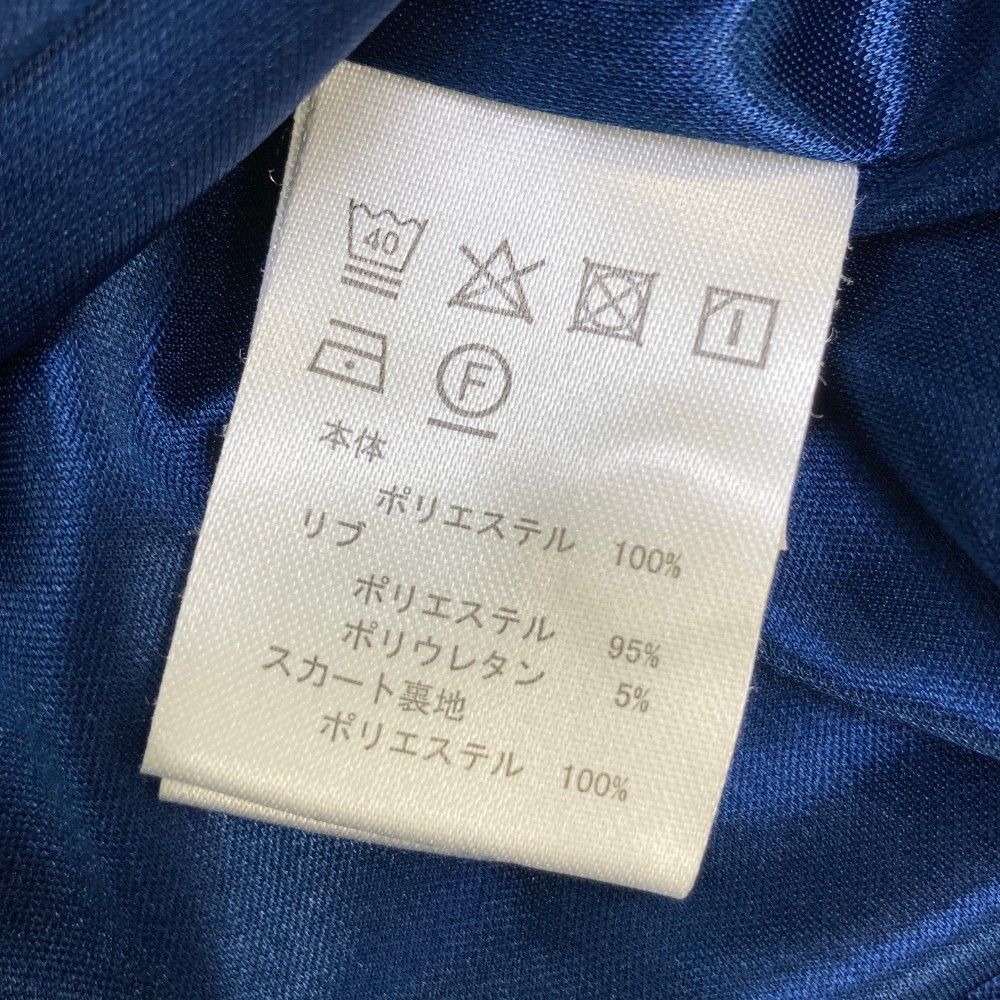 40
F
本体
ポリエステル 100%
リブ
ポリエステル 95%
ポリウレタン 5%
スカート裏地
ポリエステル 100%